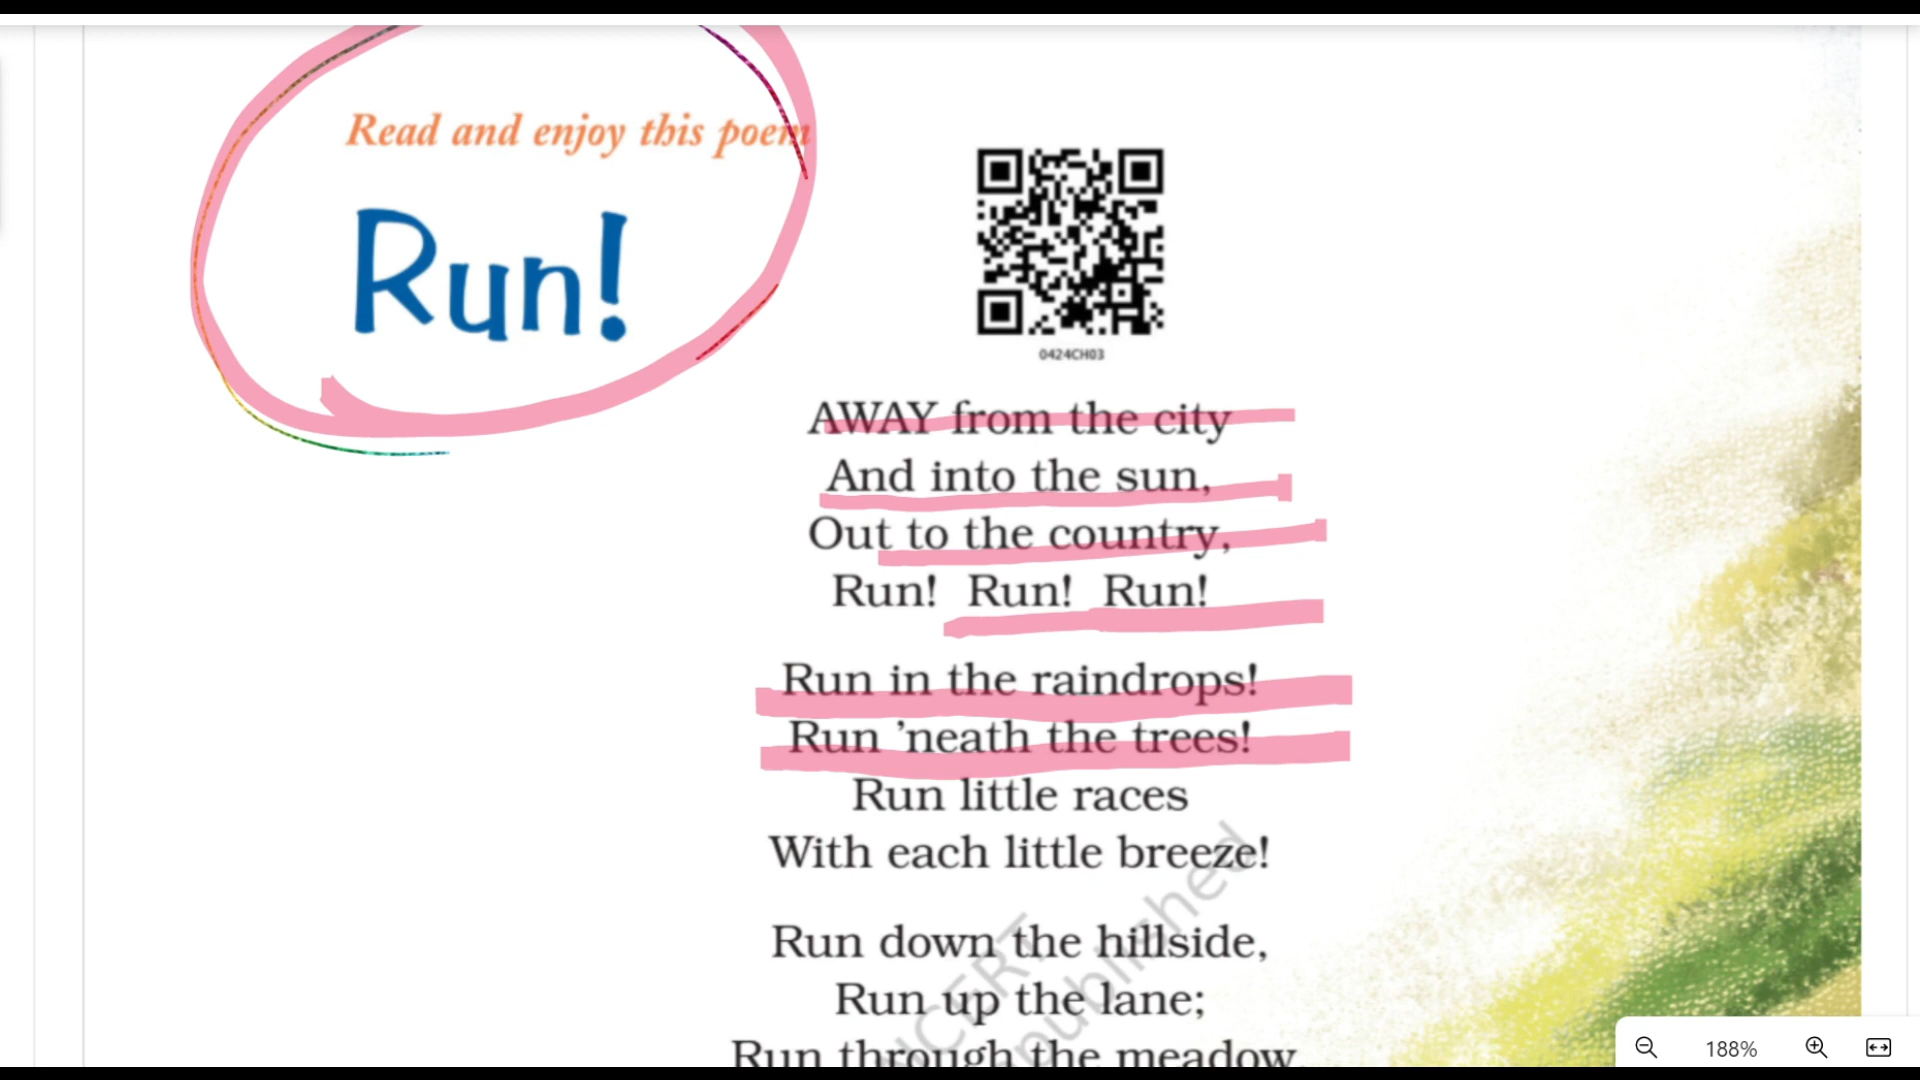 Read and enjoy this poem
Run!
0424CH03
AWAY from the city
And into the sun,
Out to the country,
Run! Run! Run!
Run in the raindrops!
Run ’neath the trees!
Run little races
With each little breeze!
Run down the hillside,
Run up the lane;
Run through the meadow
NCERT
published
188%